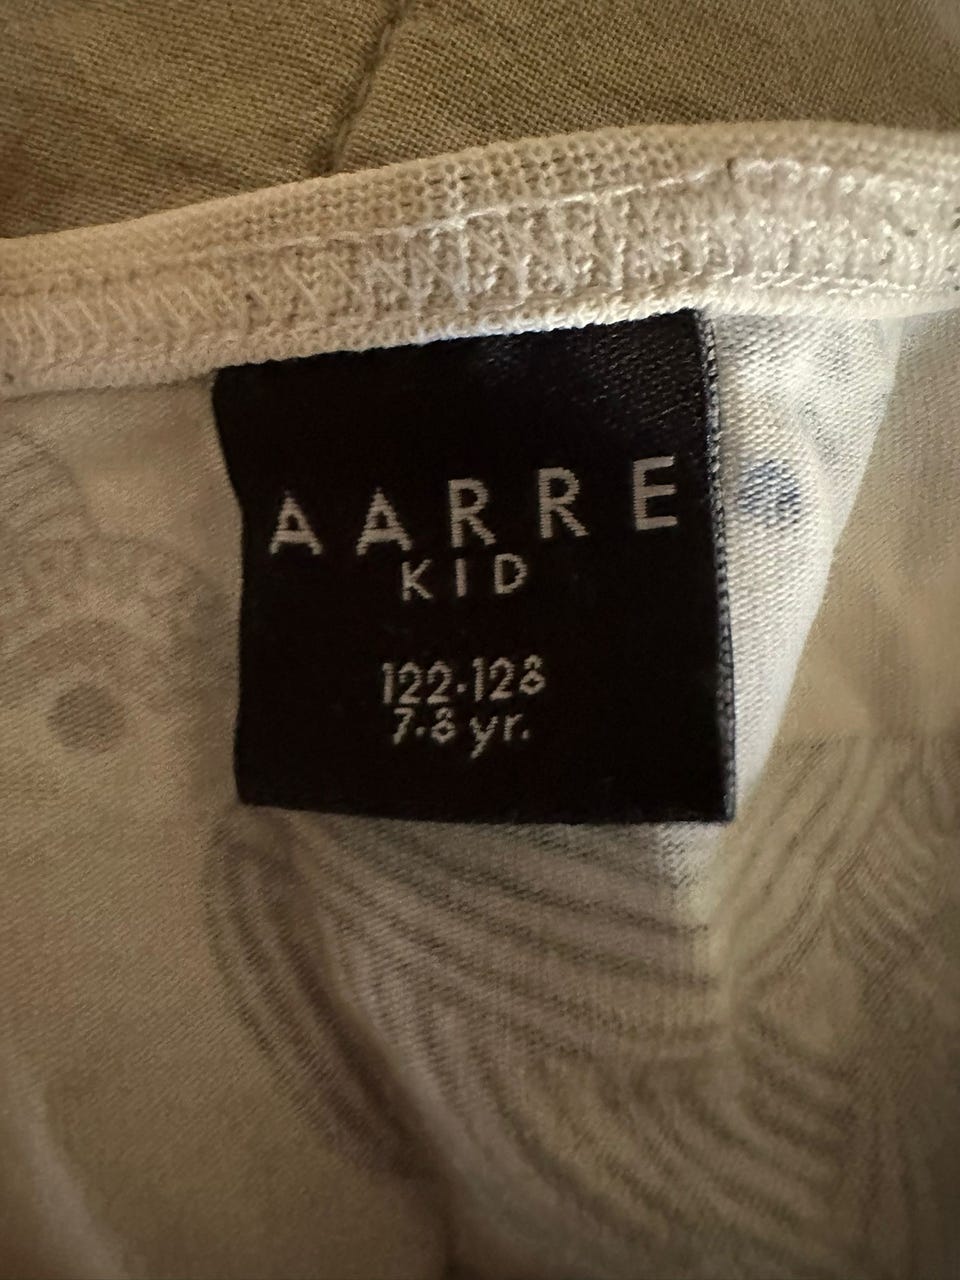 AARRE
KID
122-128
7-8 yr.